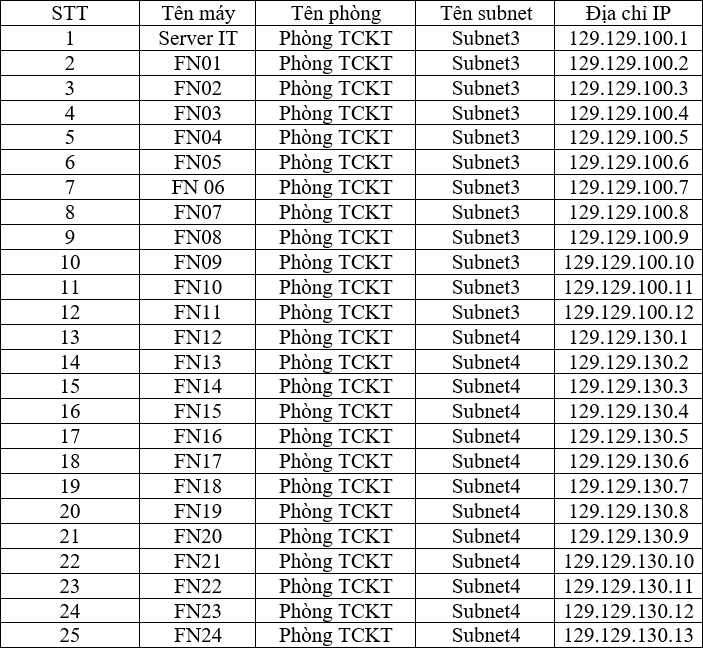 STT Tên máy Tên phòng Tên subnet Địa chỉ IP
1 Server IT Phòng TCKT Subnet3 129.129.100.1
2 FN01 Phòng TCKT Subnet3 129.129.100.2
3 FN02 Phòng TCKT Subnet3 129.129.100.3
4 FN03 Phòng TCKT Subnet3 129.129.100.4
5 FN04 Phòng TCKT Subnet3 129.129.100.5
6 FN05 Phòng TCKT Subnet3 129.129.100.6
7 FN 06 Phòng TCKT Subnet3 129.129.100.7
8 FN07 Phòng TCKT Subnet3 129.129.100.8
9 FN08 Phòng TCKT Subnet3 129.129.100.9
10 FN09 Phòng TCKT Subnet3 129.129.100.10
11 FN10 Phòng TCKT Subnet3 129.129.100.11
12 FN11 Phòng TCKT Subnet3 129.129.100.12
13 FN12 Phòng TCKT Subnet4 129.129.130.1
14 FN13 Phòng TCKT Subnet4 129.129.130.2
15 FN14 Phòng TCKT Subnet4 129.129.130.3
16 FN15 Phòng TCKT Subnet4 129.129.130.4
17 FN16 Phòng TCKT Subnet4 129.129.130.5
18 FN17 Phòng TCKT Subnet4 129.129.130.6
19 FN18 Phòng TCKT Subnet4 129.129.130.7
20 FN19 Phòng TCKT Subnet4 129.129.130.8
21 FN20 Phòng TCKT Subnet4 129.129.130.9
22 FN21 Phòng TCKT Subnet4 129.129.130.10
23 FN22 Phòng TCKT Subnet4 129.129.130.11
24 FN23 Phòng TCKT Subnet4 129.129.130.12
25 FN24 Phòng TCKT Subnet4 129.129.130.13